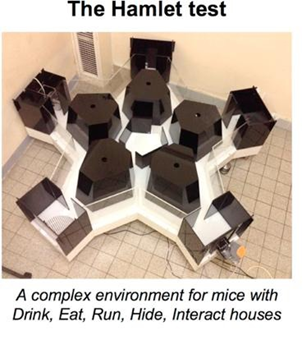 The Hamlet test
A complex environment for mice with
Drink, Eat, Run, Hide, Interact houses